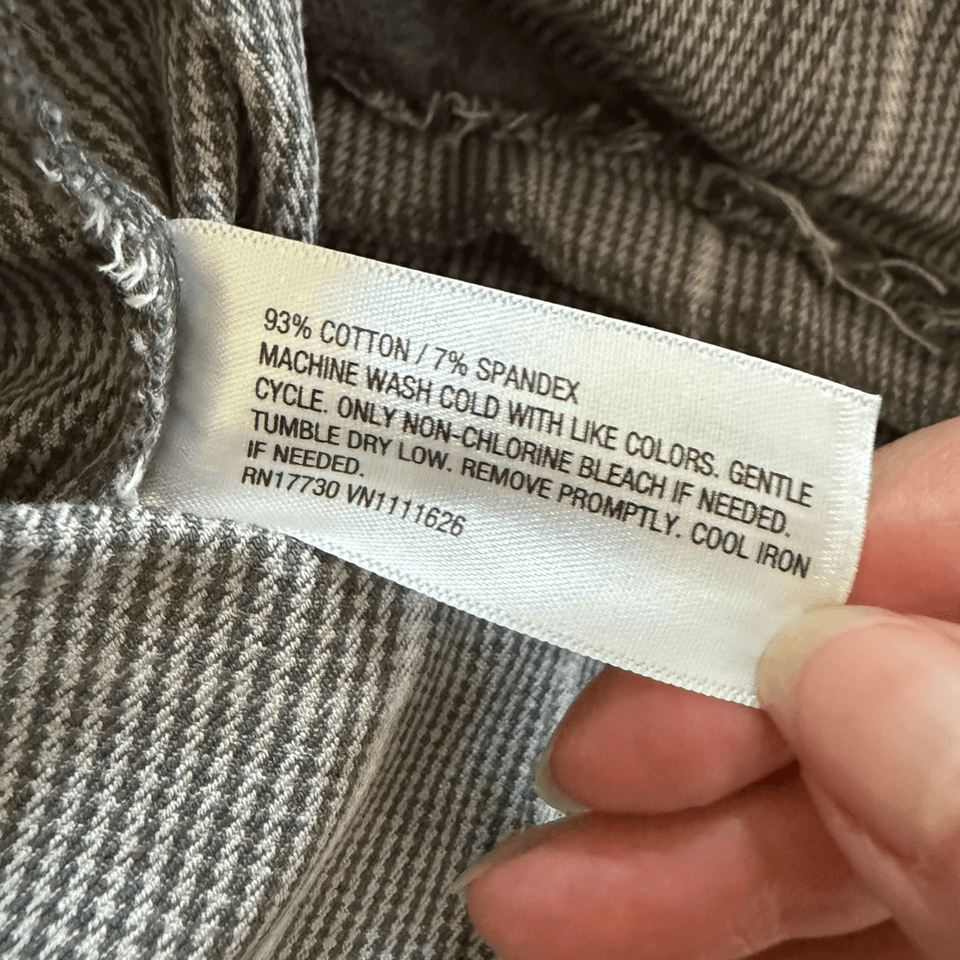 93% COTTON / 7% SPANDEX
MACHINE WASH COLD WITH LIKE COLORS. GENTLE
CYCLE. ONLY NON-CHLORINE BLEACH IF NEEDED.
TUMBLE DRY LOW. REMOVE PROMPTLY. COOL IRON
IF NEEDED.
RN17730 VN1111626